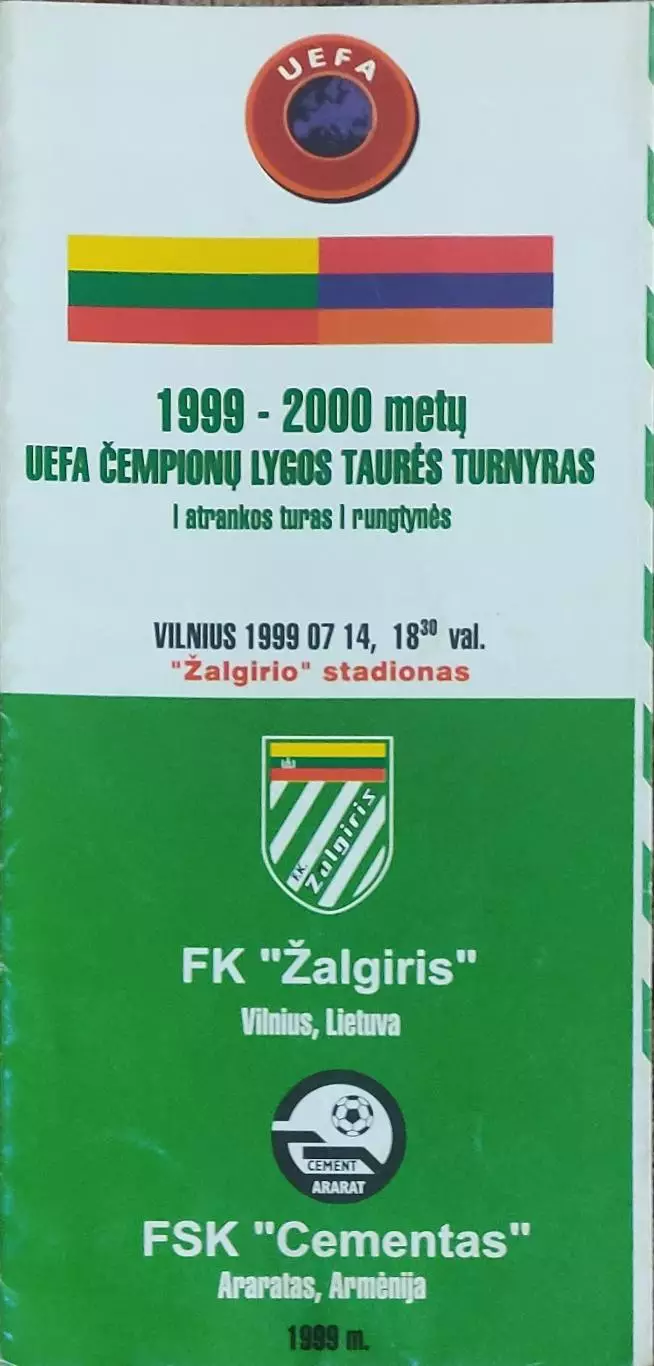 UEFA
1999 - 2000 metų
UEFA ČEMPIONŲ LYGOS TAURĖS TURNYRAS
I atrankos turas I rungtynės
VILNIUS 1999 07 14, 18³⁰ val.
"Žalgirio" stadionas
F.K. Žalgiris
FK "Žalgiris"
Vilnius, Lietuva
CEMENT
ARARAT
FSK "Cementas"
Araratas, Armėnija
1999 m.